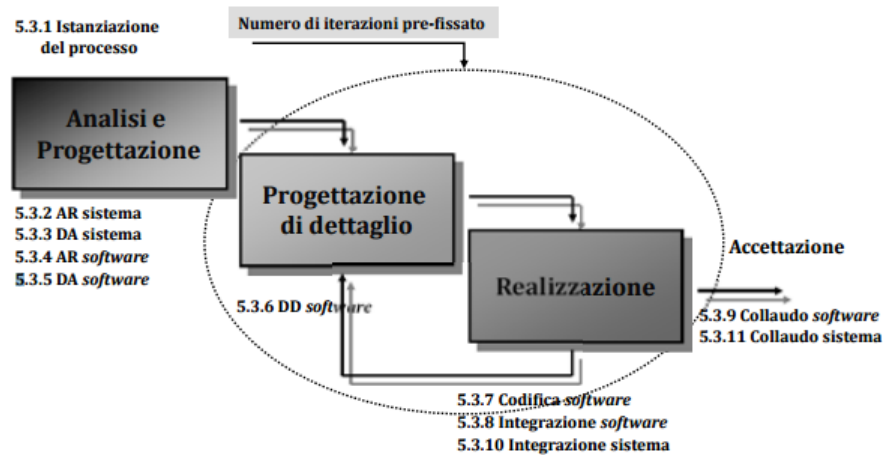 5.3.1 Istanziazione
del processo
Numero di iterazioni pre-fissato
Analisi e
Progettazione
5.3.2 AR sistema
5.3.3 DA sistema
5.3.4 AR software
5.3.5 DA software
Progettazione
di dettaglio
5.3.6 DD software
Realizzazione
Accettazione
5.3.9 Collaudo software
5.3.11 Collaudo sistema
5.3.7 Codifica software
5.3.8 Integrazione software
5.3.10 Integrazione sistema